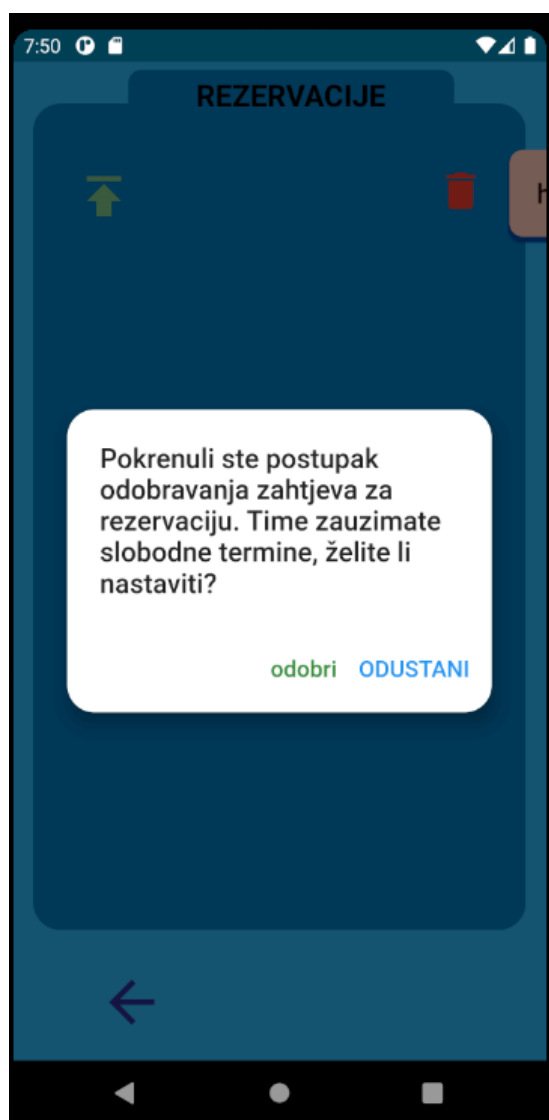 7:50
REZERVACIJE
h
Pokrenuli ste postupak
odobravanja zahtjeva za
rezervaciju. Time zauzimate
slobodne termine, želite li
nastaviti?
odobri ODUSTANI